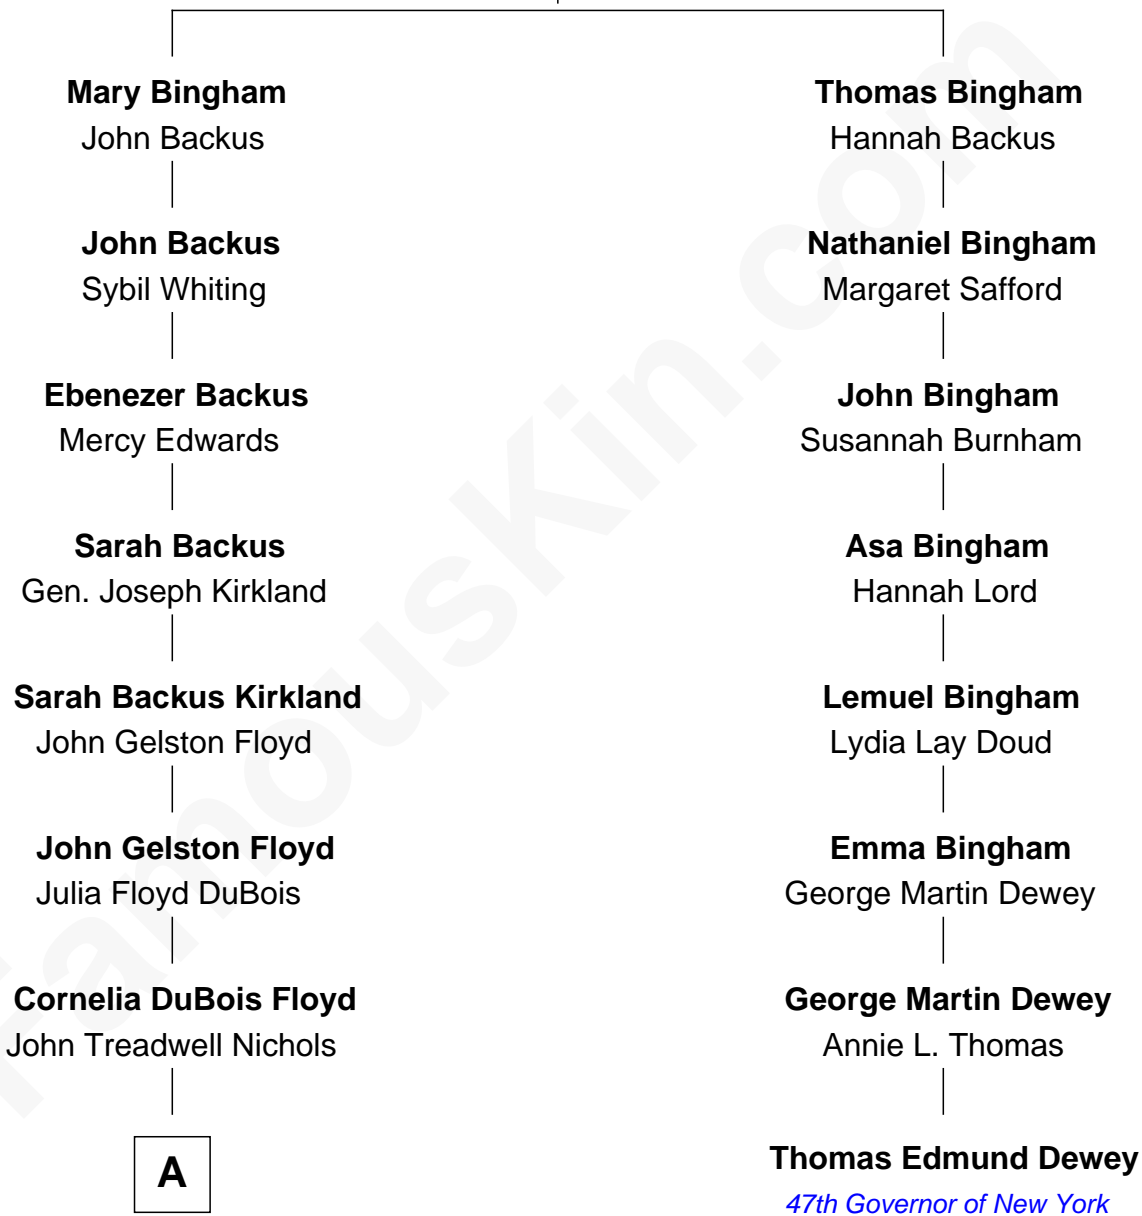 Mary Bingham
John Backus
Thomas Bingham
Hannah Backus
John Backus
Sybil Whiting
Nathaniel Bingham
Margaret Safford
Ebenezer Backus
Mercy Edwards
John Bingham
Susannah Burnham
Sarah Backus
Gen. Joseph Kirkland
Asa Bingham
Hannah Lord
Sarah Backus Kirkland
John Gelston Floyd
Lemuel Bingham
Lydia Lay Doud
John Gelston Floyd
Julia Floyd DuBois
Emma Bingham
George Martin Dewey
Cornelia DuBois Floyd
John Treadwell Nichols
George Martin Dewey
Annie L. Thomas
A
Thomas Edmund Dewey
47th Governor of New York
FamousKin.com